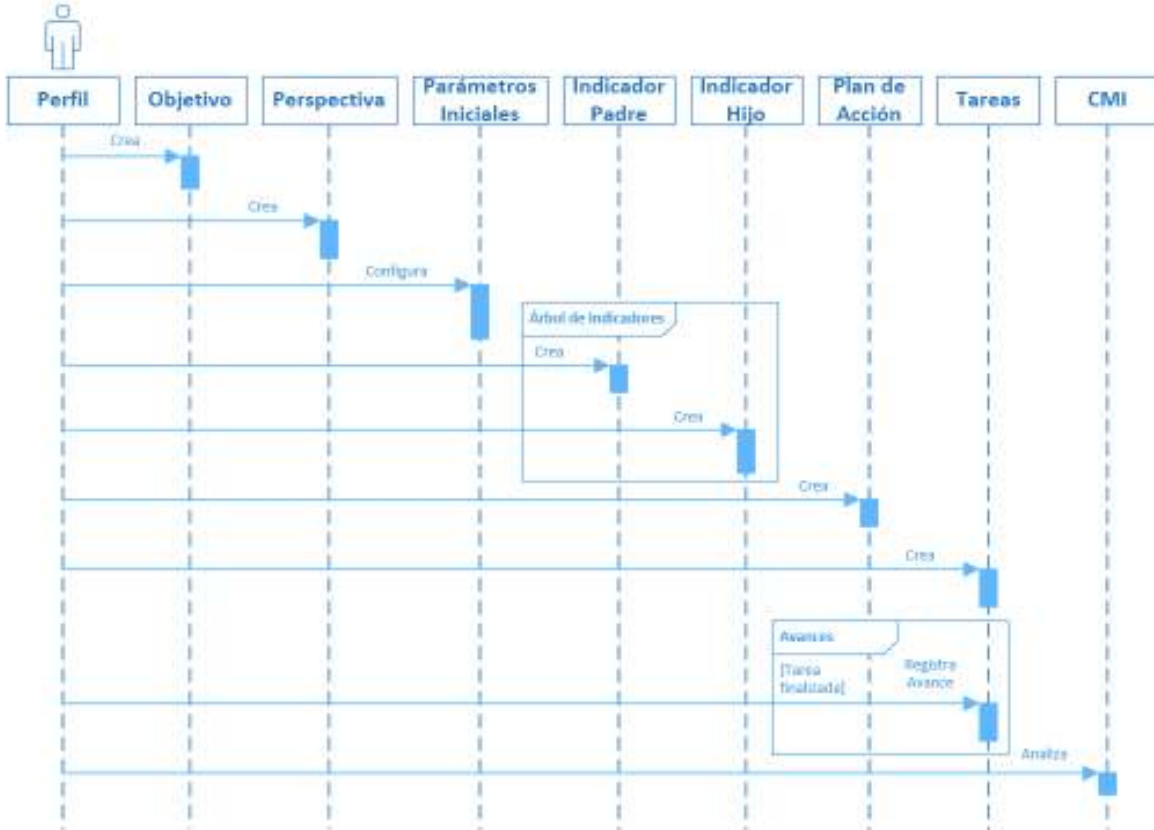 Perfil
Objetivo
Perspectiva
Parámetros
Iniciales
Indicador
Padre
Indicador
Hijo
Plan de
Acción
Tareas
CMI
Crea
Crea
Configura
Árbol de Indicadores
Crea
Crea
Crea
Crea
Avances
[Tarea
finalizada]
Registra
Avance
Analiza